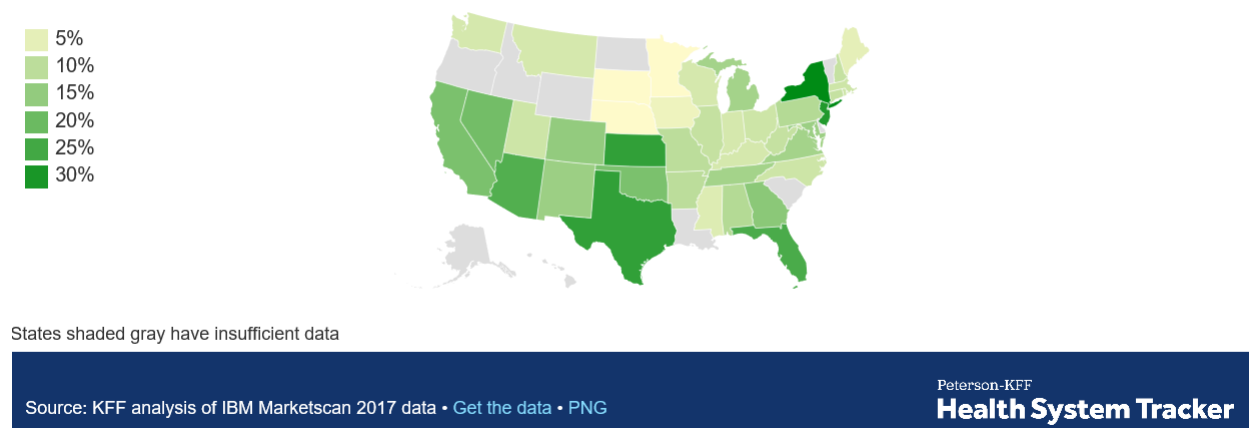 5%
10%
15%
20%
25%
30%
States shaded gray have insufficient data
Peterson-KFF
Source: KFF analysis of IBM Marketscan 2017 data • Get the data • PNG
Health System Tracker